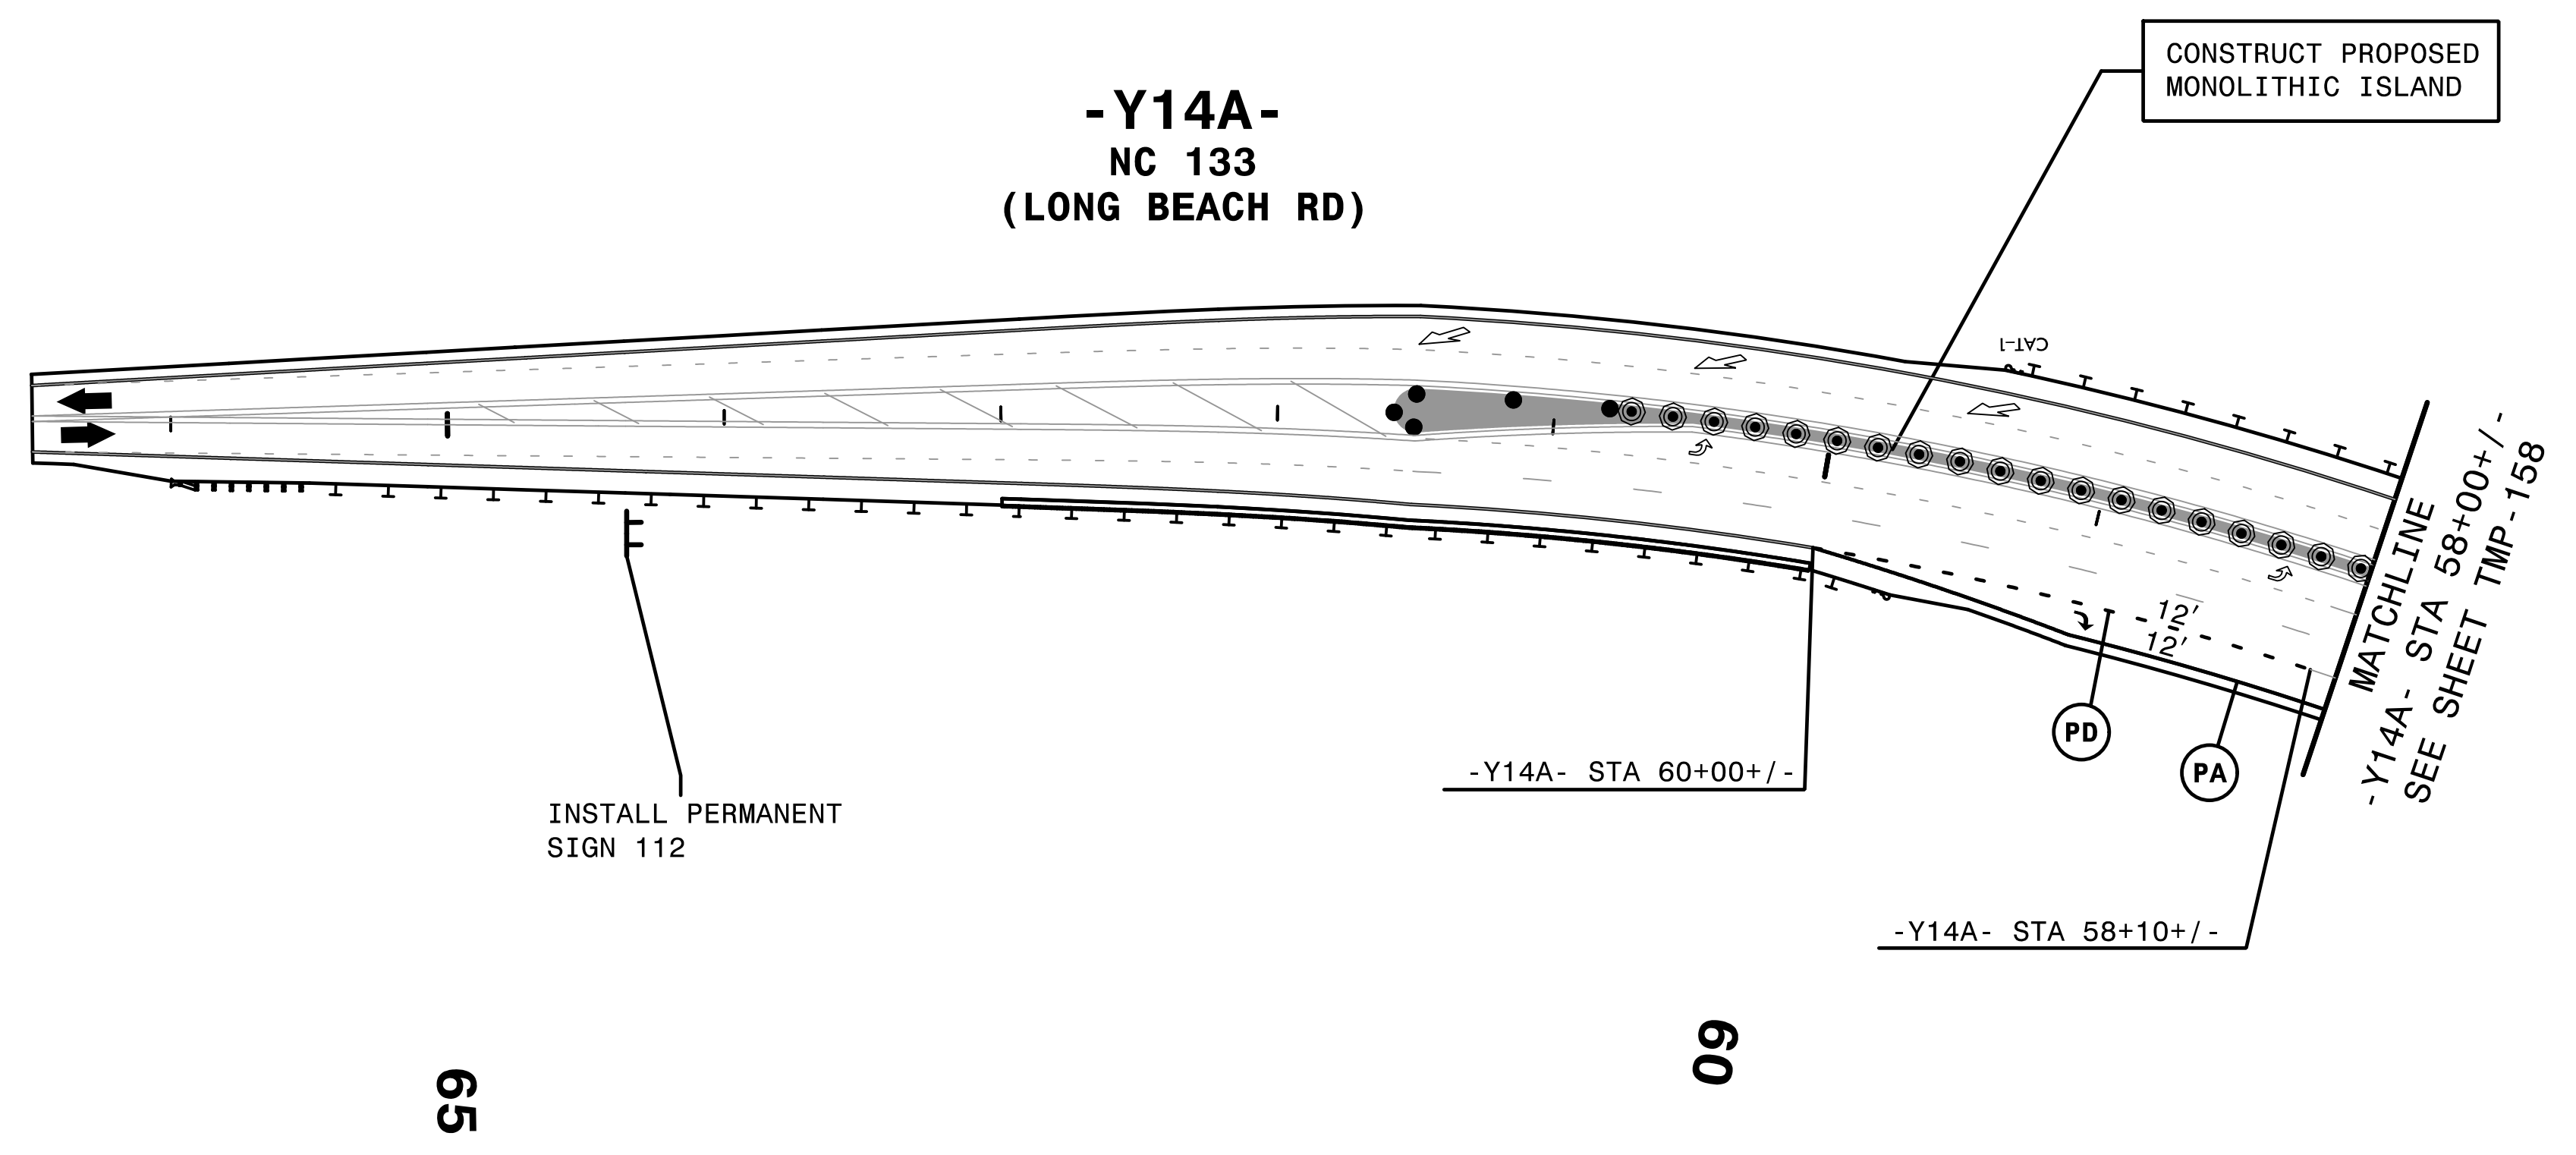 CONSTRUCT PROPOSED
MONOLITHIC ISLAND
-Y14A-
NC 133
(LONG BEACH RD)
CAT-1
MATCHLINE
-Y14A- STA 58+00+/-
SEE SHEET TMP-158
12'
12'
PD
PA
-Y14A- STA 60+00+/-
INSTALL PERMANENT
SIGN 112
-Y14A- STA 58+10+/-
60
65